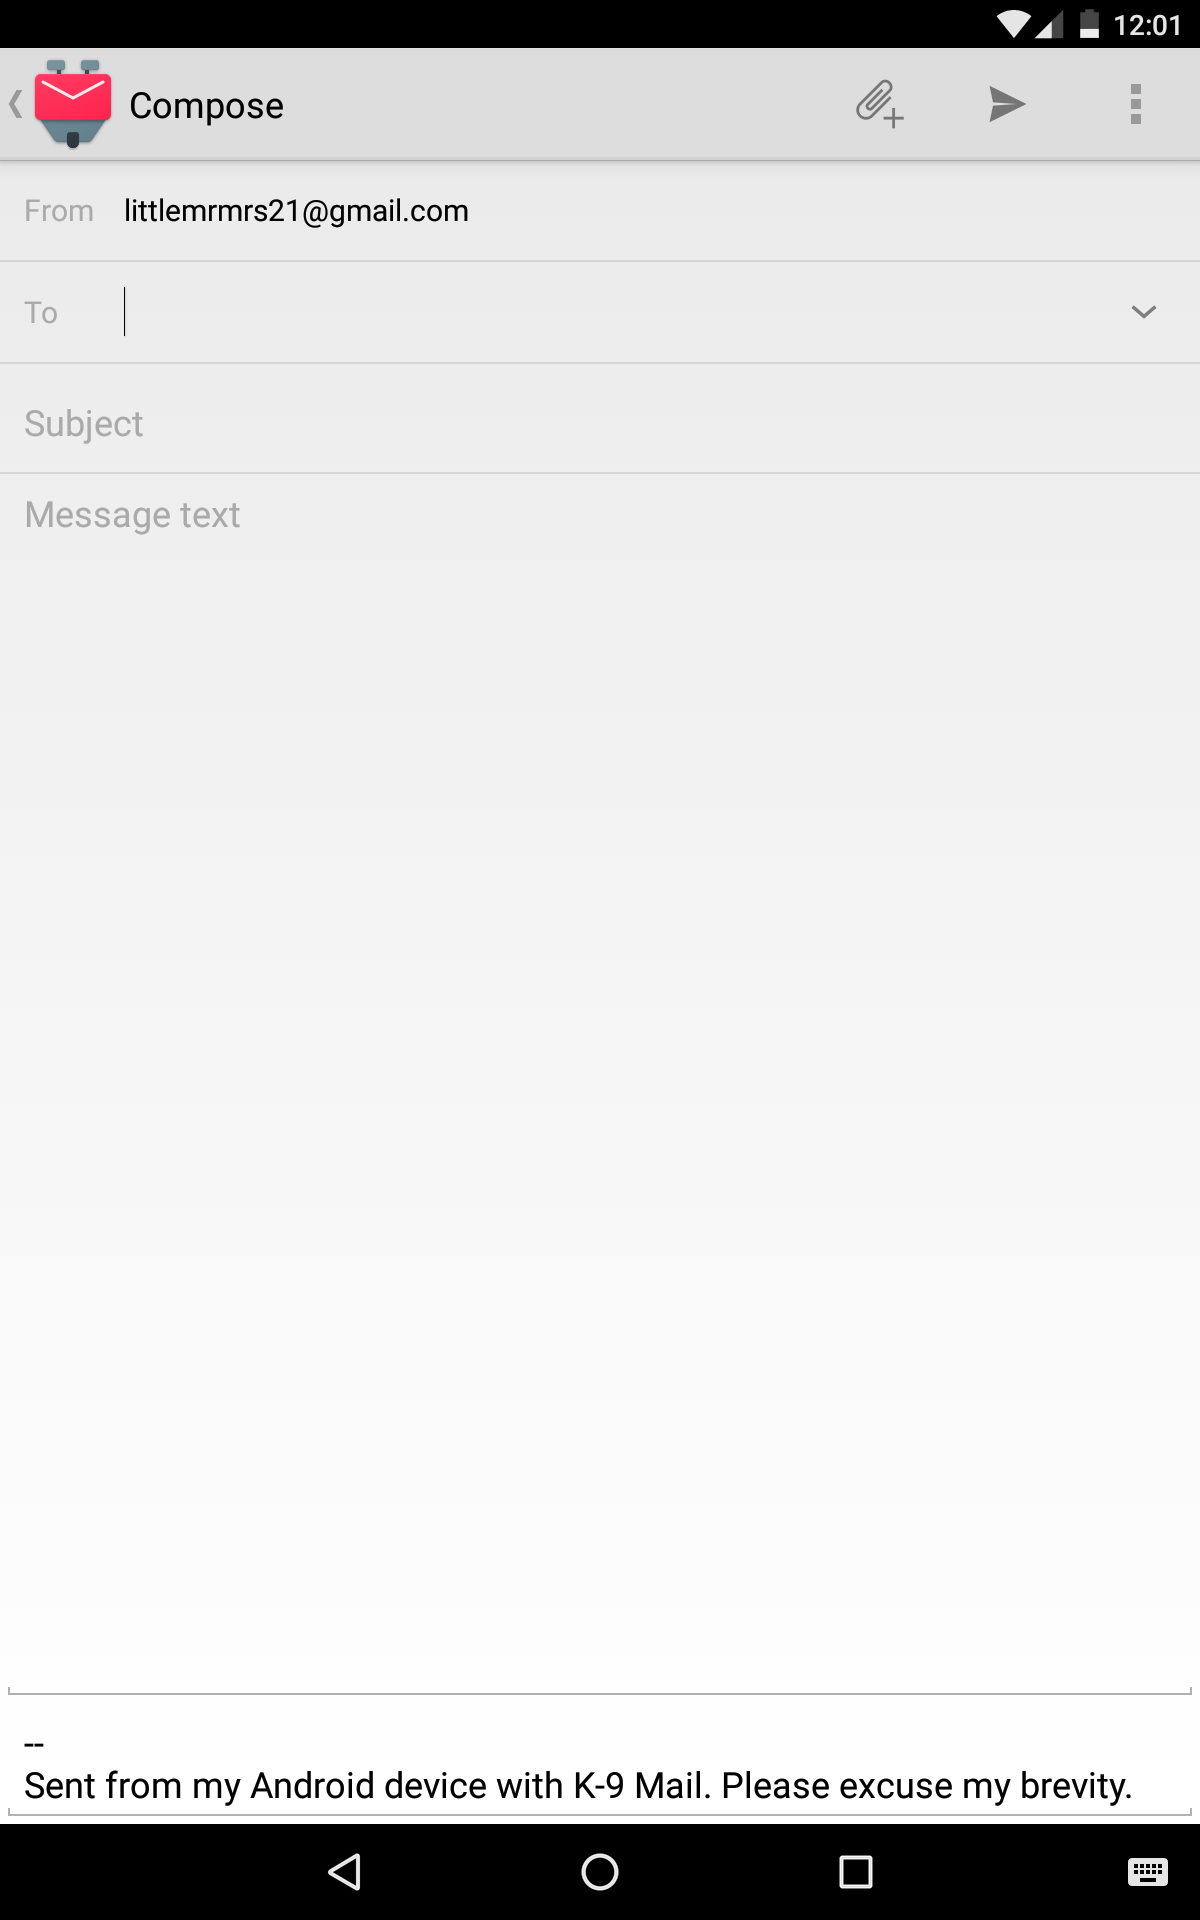 12:01
Compose
From littlemrmrs21@gmail.com
To
Subject
Message text
--
Sent from my Android device with K-9 Mail. Please excuse my brevity.